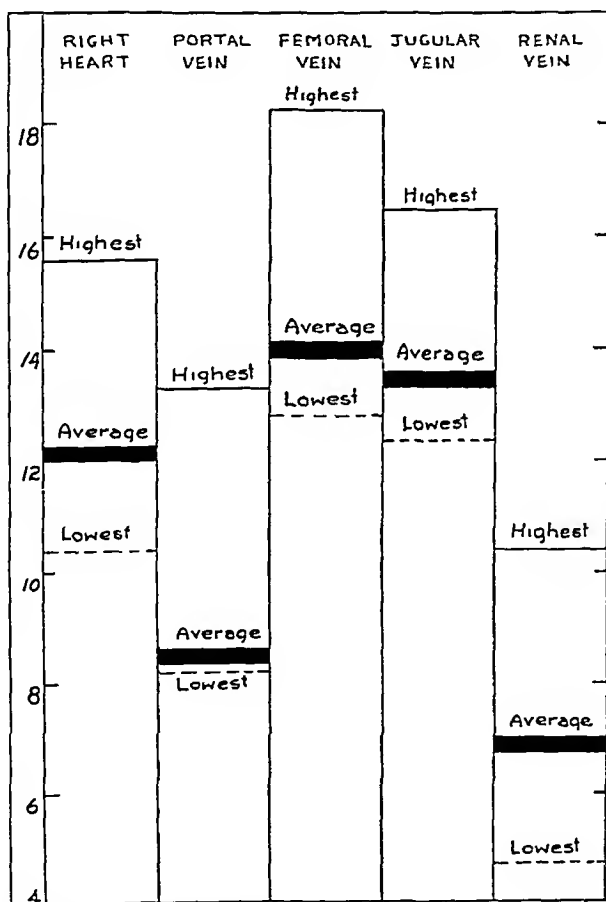 RIGHT HEART
PORTAL VEIN
FEMORAL VEIN
JUGULAR VEIN
RENAL VEIN
Highest
18
Highest
16
Highest
Average
14
Average
Highest
Lowest
Average
Lowest
12
Lowest
Highest
10
Average
8
Lowest
Average
6
Lowest
4